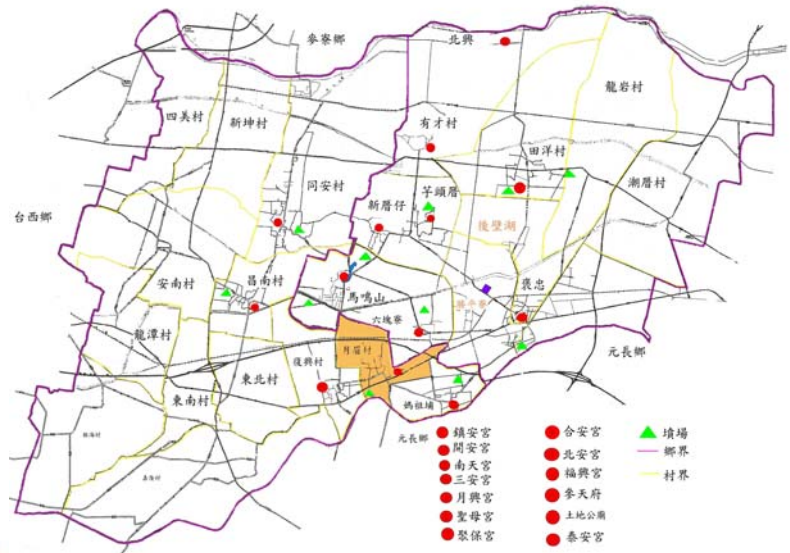 麥寮鄉
北興
龍岩村
四美村
新坤村
有才村
田洋村
同安村
芋頭厝
潮厝村
新厝仔
後壁湖
台西鄉
安南村
昌南村
馬鳴山
褒忠
六塊寮
龍潭村
月眉村
元長鄉
復興村
東北村
東南村
媽祖埔
元長鄉
鎮安宮
開安宮
南天宮
三安宮
月興宮
聖母宮
聚保宮
合安宮
北安宮
福興宮
參天府
土地公廟
泰安宮
墳場
鄉界
村界